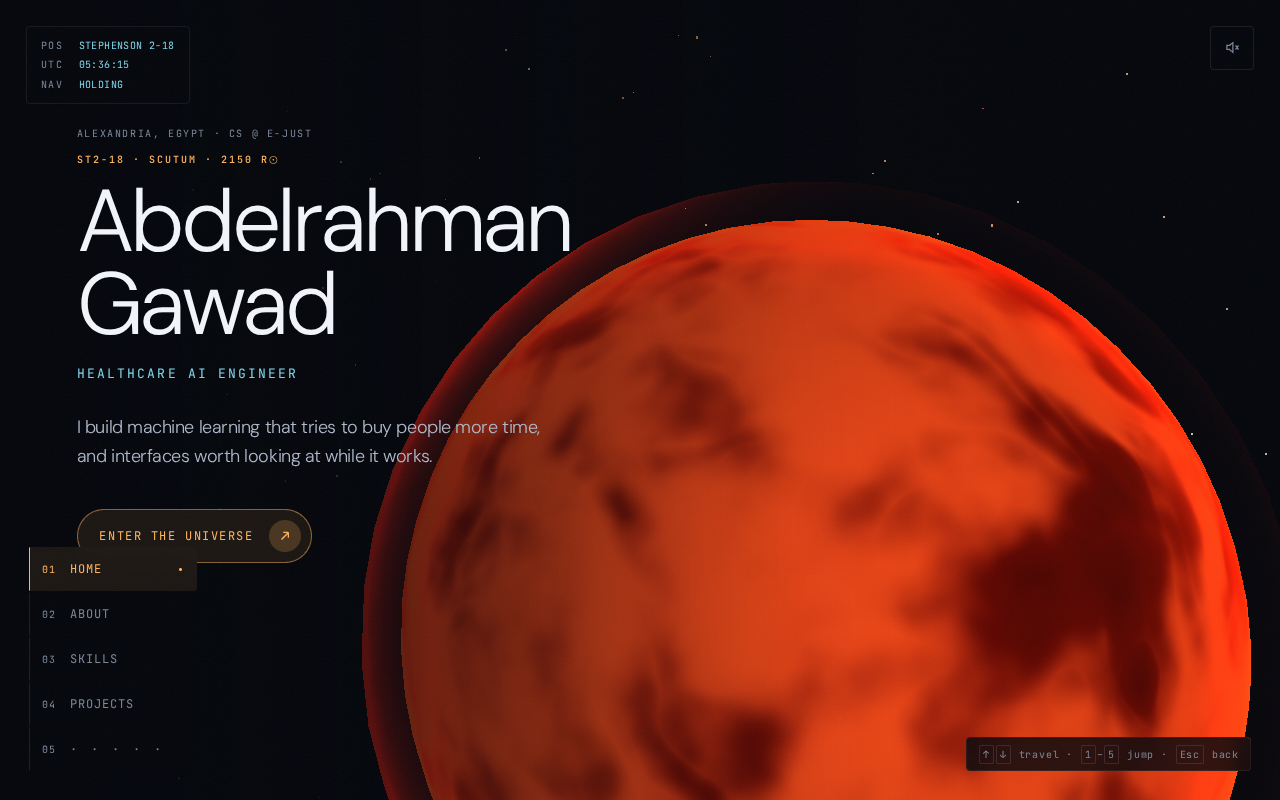 POS STEPHENSON 2-18
UTC 05:36:15
NAV HOLDING
ALEXANDRIA, EGYPT · CS @ E-JUST
ST2-18 · SCUTUM · 2150 R☉
Abdelrahman
Gawad
HEALTHCARE AI ENGINEER
I build machine learning that tries to buy people more time,
and interfaces worth looking at while it works.
ENTER THE UNIVERSE
01 HOME
02 ABOUT
03 SKILLS
04 PROJECTS
05 · · · · ·
↑ ↓ travel · 1-5 jump · Esc back